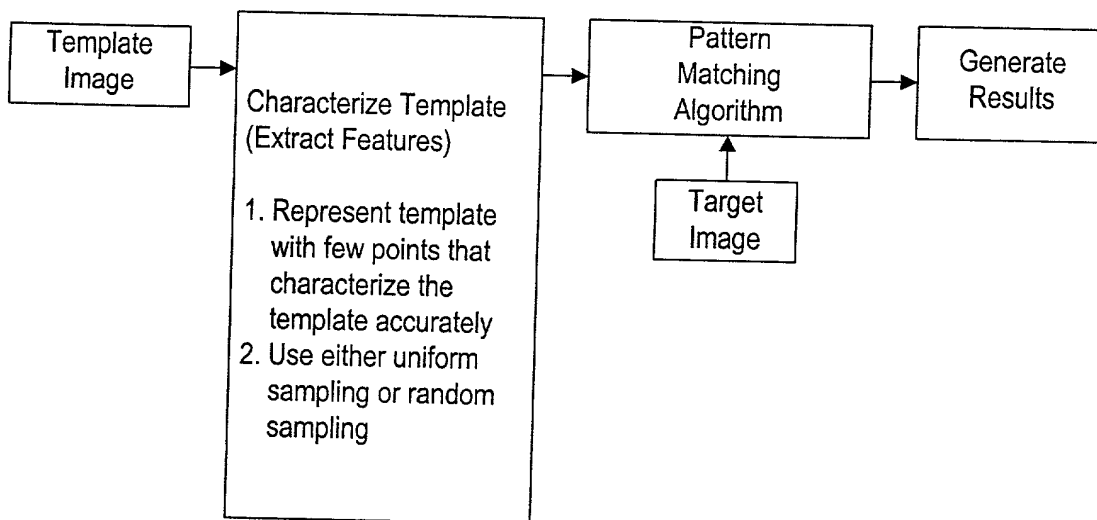 Template
Image
Characterize Template
(Extract Features)
1. Represent template
with few points that
characterize the
template accurately
2. Use either uniform
sampling or random
sampling
Pattern
Matching
Algorithm
Target
Image
Generate
Results